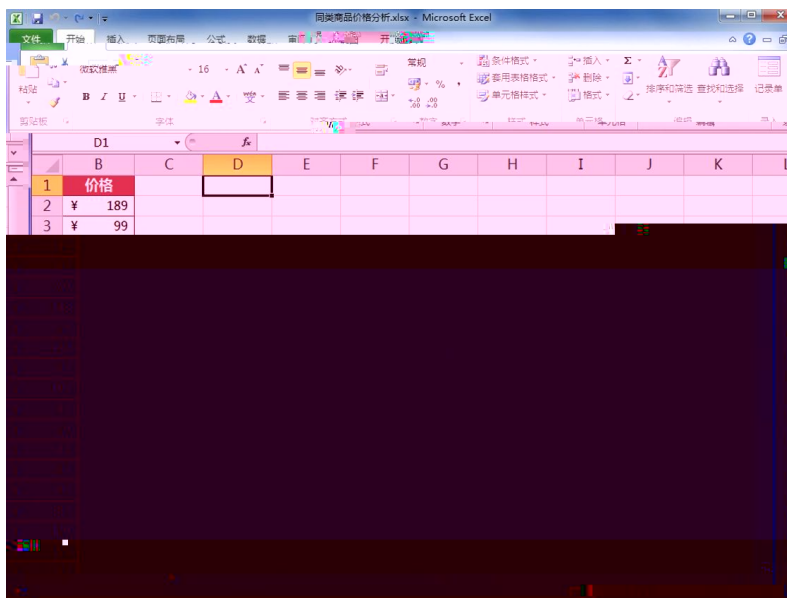 同类商品价格分析.xlsx - Microsoft Excel
文件 开始 插入 页面布局 公式 数据 审 开
微软雅黑 16 A A 常规 条件格式 插入 Σ
粘贴 B I U A % , 套用表格格式 删除 排序和筛选 查找和选择 记录单
单元格样式 格式
剪贴板 字体
D1 fx
B C D E F G H I J K
1 价格
2 ¥ 189
3 ¥ 99